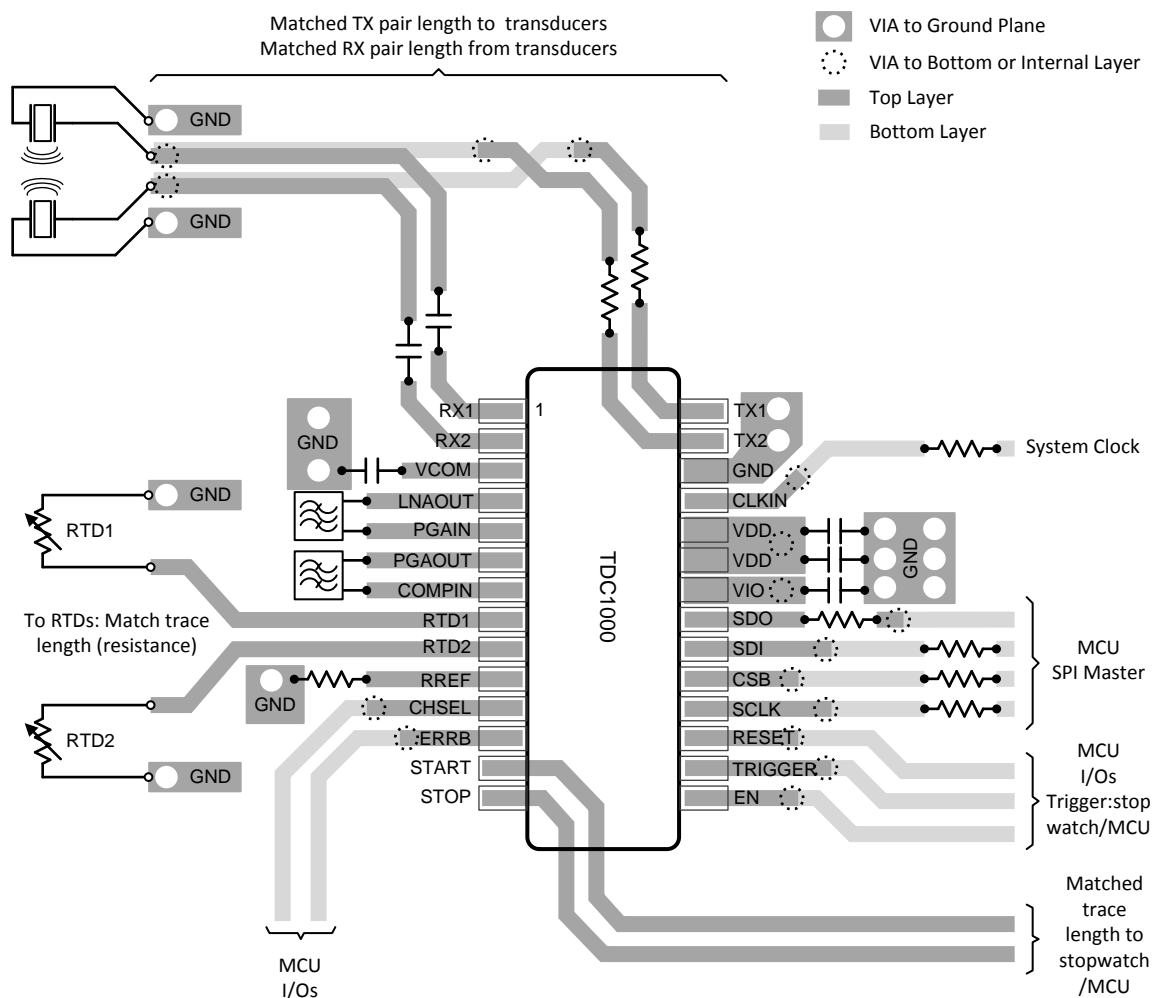 Matched TX pair length to transducers
Matched RX pair length from transducers
VIA to Ground Plane
VIA to Bottom or Internal Layer
Top Layer
Bottom Layer
GND
GND
RX1
RX2
GND
VCOM
LNAOUT
PGAIN
PGAOUT
COMPIN
RTD1
RTD2
RREF
CHSEL
ERRB
START
STOP
1
TDC1000
TX1
TX2
GND
CLKIN
VDD
VDD
VIO
SDO
SDI
CSB
SCLK
RESET
TRIGGER
EN
GND
System Clock
GND
RTD1
To RTDs: Match trace
length (resistance)
GND
RTD2
GND
MCU
I/Os
MCU
SPI Master
MCU
I/Os
Trigger:stop
watch/MCU
Matched
trace
length to
stopwatch
/MCU